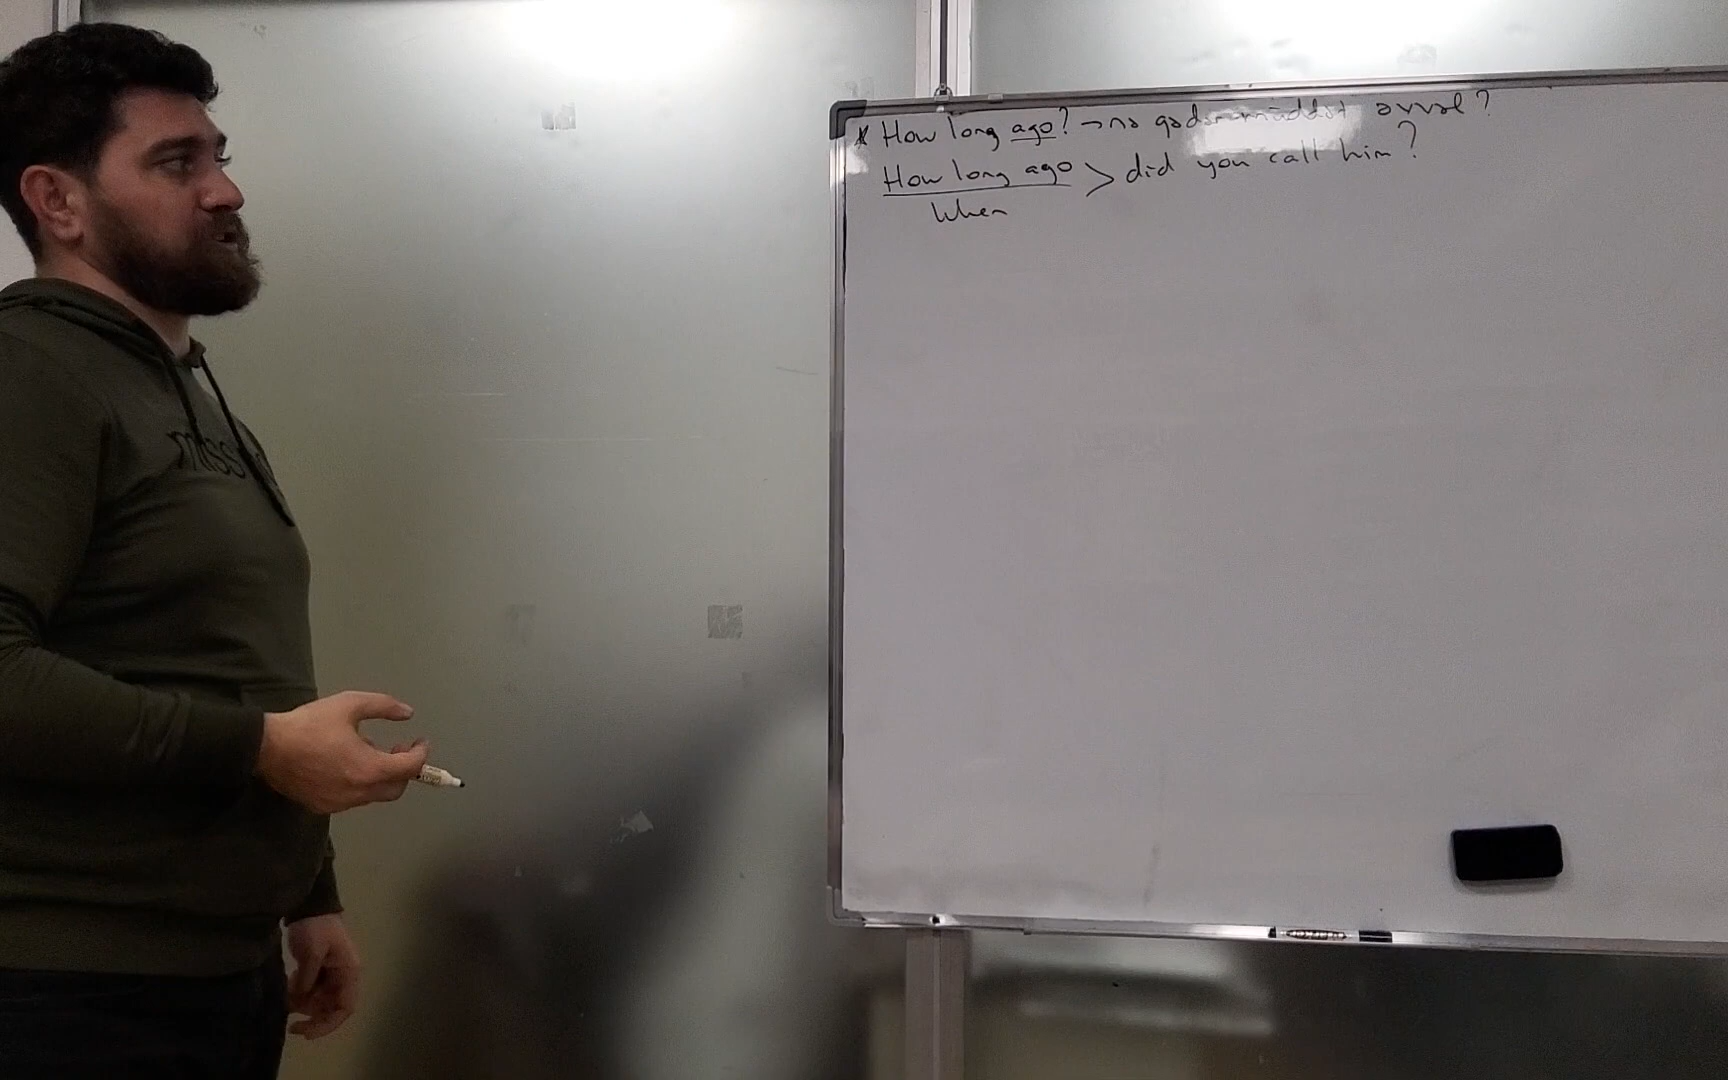 * How long ago? → nə qədər müddət əvvəl?
How long ago > did you call him?
When